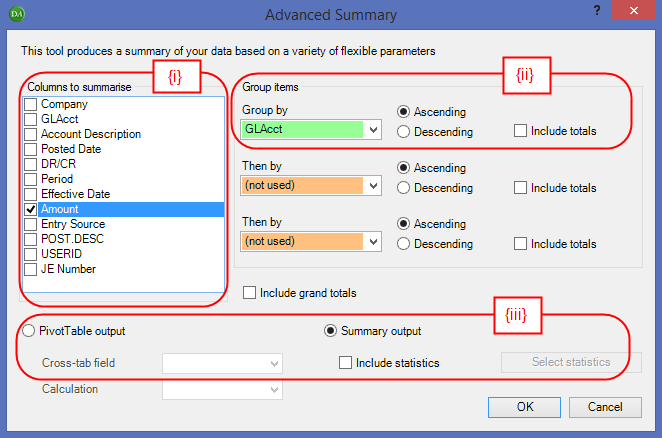 DA
Advanced Summary
?
This tool produces a summary of your data based on a variety of flexible parameters
Columns to summarise
{i}
Company
GLAcct
Account Description
Posted Date
DR/CR
Period
Effective Date
Amount
Entry Source
POST.DESC
USERID
JE Number
Group items
{ii}
Group by
GLAcct
Ascending
Descending
Include totals
Then by
(not used)
Ascending
Descending
Include totals
Then by
(not used)
Ascending
Descending
Include totals
Include grand totals
{iii}
PivotTable output
Summary output
Cross-tab field
Include statistics
Select statistics
Calculation
OK
Cancel